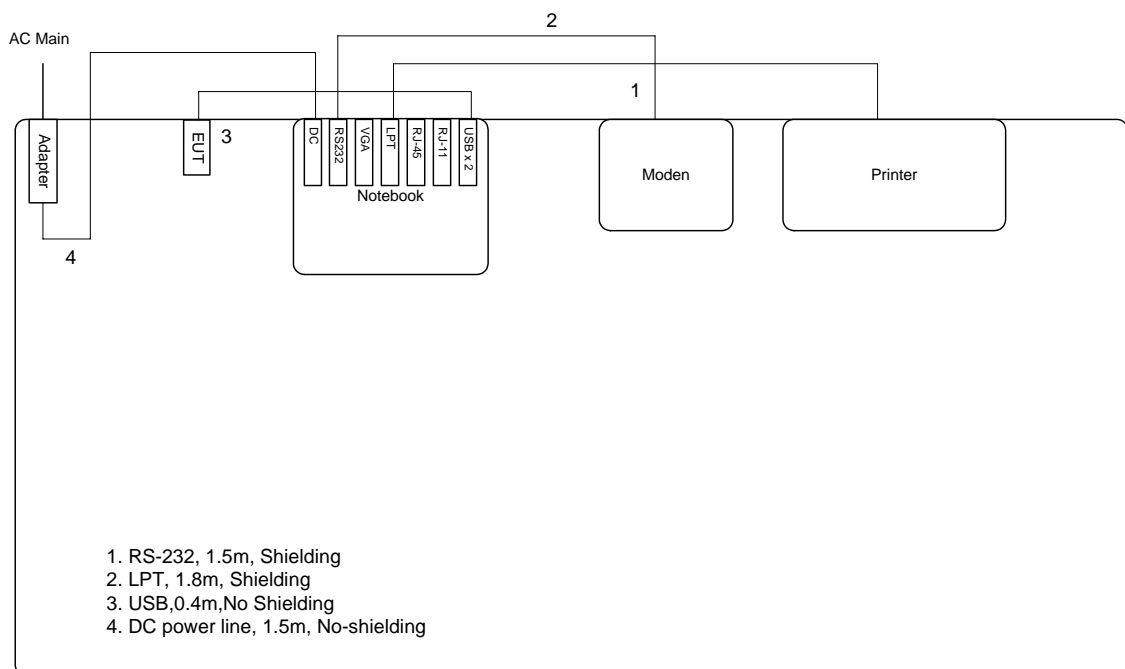 2
AC Main
1
Adapter
EUT
3
DC
RS232
VGA
LPT
RJ-45
RJ-11
USB x 2
Notebook
Moden
Printer
4
1. RS-232, 1.5m, Shielding
2. LPT, 1.8m, Shielding
3. USB,0.4m,No Shielding
4. DC power line, 1.5m, No-shielding